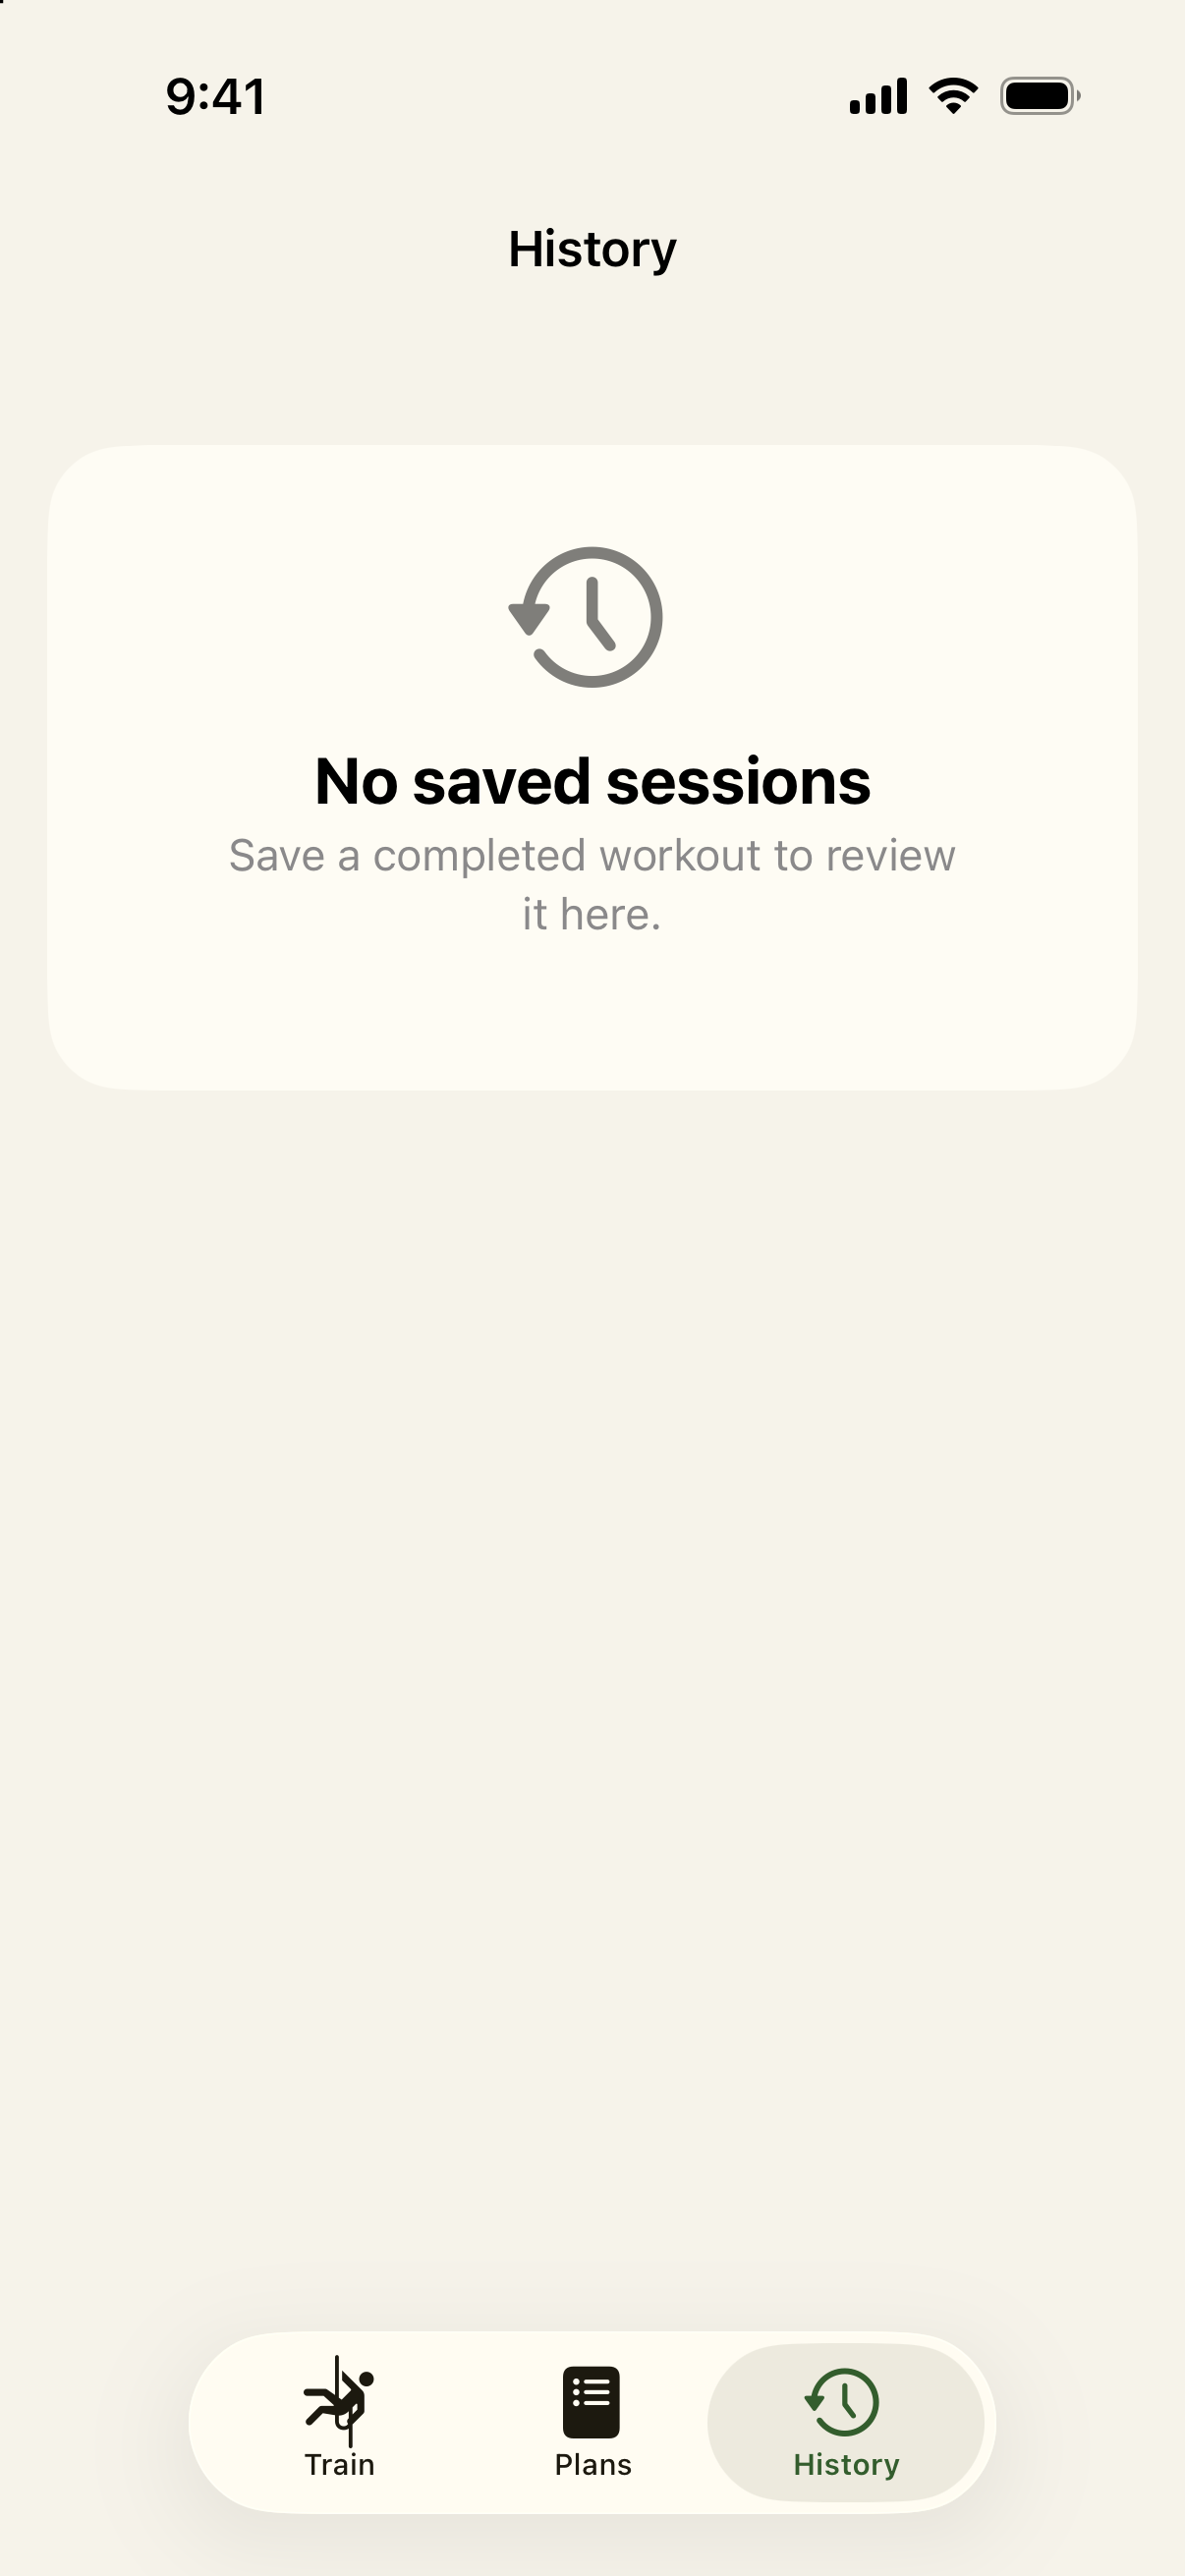 9:41
History
No saved sessions
Save a completed workout to review
it here.
Train
Plans
History